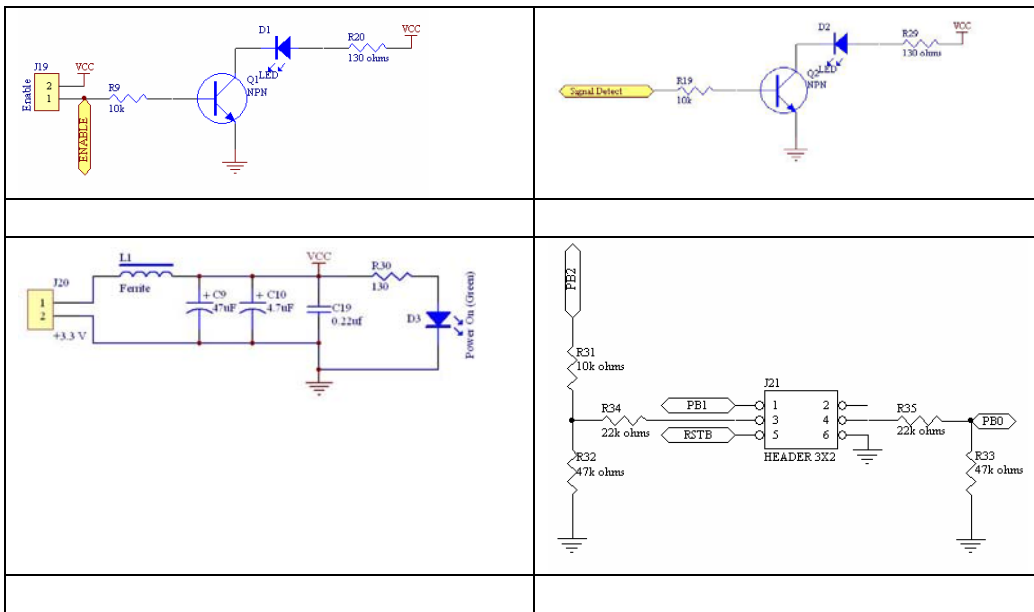 D1
R20
VCC
130 ohms
J19
VCC
2
1
Enable
R9
10k
Q1
LED
NPN
ENABLE
D2
R29
VCC
130 ohms
Signal Detect
R19
10k
Q2
LED
NPN
L1
Ferrite
J20
1
2
+3.3 V
+ C9
47uF
+ C10
4.7uF
VCC
C19
0.22uf
R30
130
D3
Power On (Green)
PB2
R31
10k ohms
R34
22k ohms
R32
47k ohms
J21
PB1
1
2
3
4
RSTB
5
6
HEADER 3X2
R35
22k ohms
PB0
R33
47k ohms